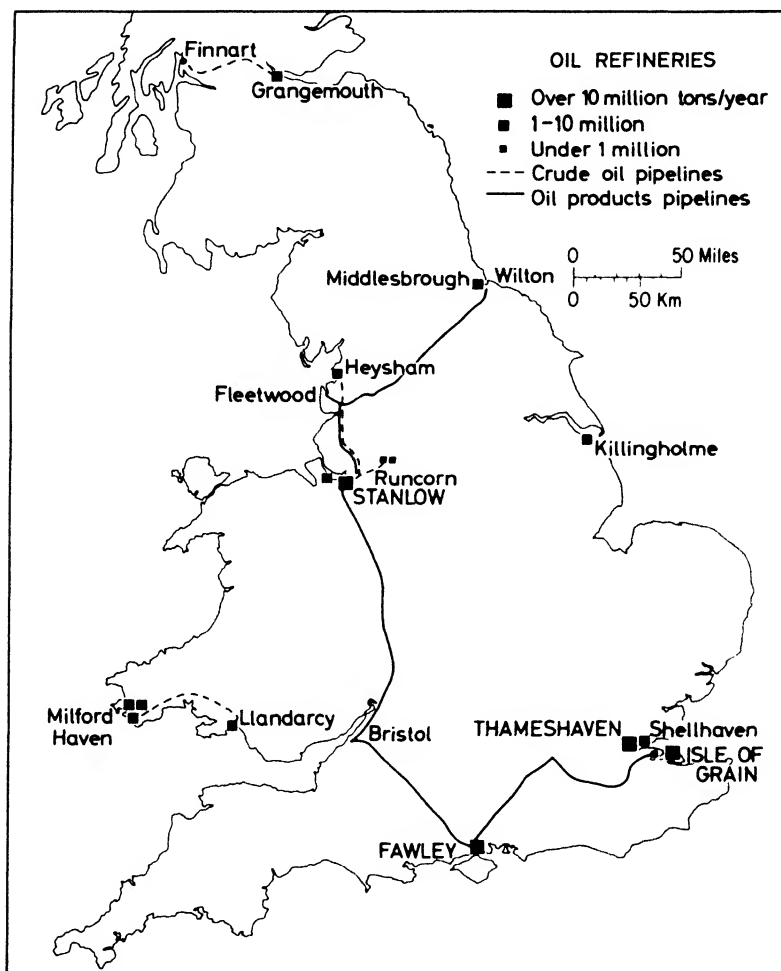 Finnart
Grangemouth
OIL REFINERIES
Over 10 million tons/year
1-10 million
Under 1 million
Crude oil pipelines
Oil products pipelines
0 50 Miles
0 50 Km
Middlesbrough
Wilton
Heysham
Fleetwood
Killingholme
Runcorn
STANLOW
Milford
Haven
Llandarcy
Bristol
THAMESHAVEN
Shellhaven
ISLE OF
GRAIN
FAWLEY